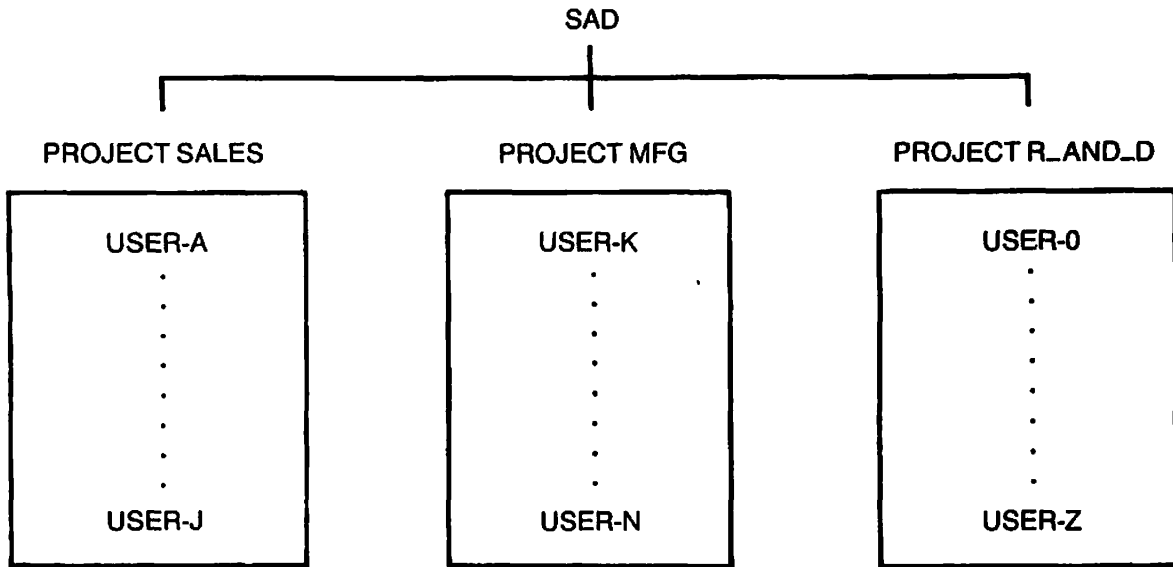 SAD
PROJECT SALES
PROJECT MFG
PROJECT R_AND_D
USER-A
USER-K
USER-0
USER-J
USER-N
USER-Z